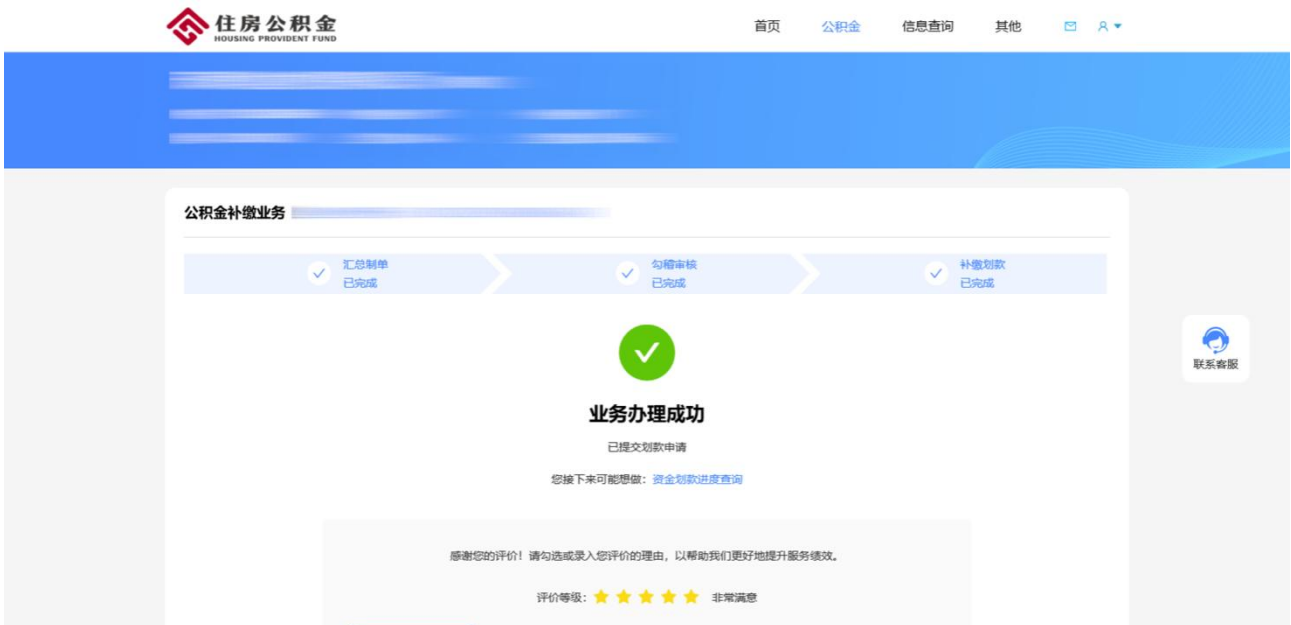 住房公积金
HOUSING PROVIDENT FUND
首页 公积金 信息查询 其他
公积金补缴业务
汇总制单 勾稽审核 补缴划款
已完成 已完成 已完成
联系客服
业务办理成功
已提交划款申请
您接下来可能想做：资金划款进度查询
感谢您的评价！请勾选或录入您评价的理由，以帮助我们更好地提升服务绩效。
评价等级： 非常满意